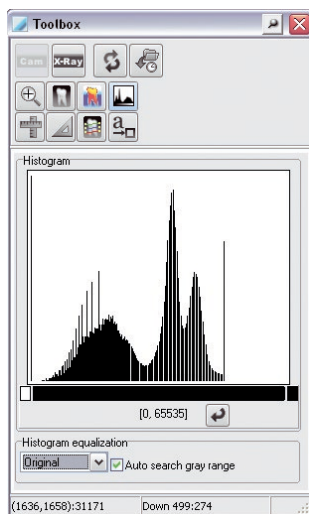 Toolbox
Cam X-Ray
a
Histogram
[0, 65535]
Histogram equalization
Original Auto search gray range
(1636,1658):31171 Down 499:274